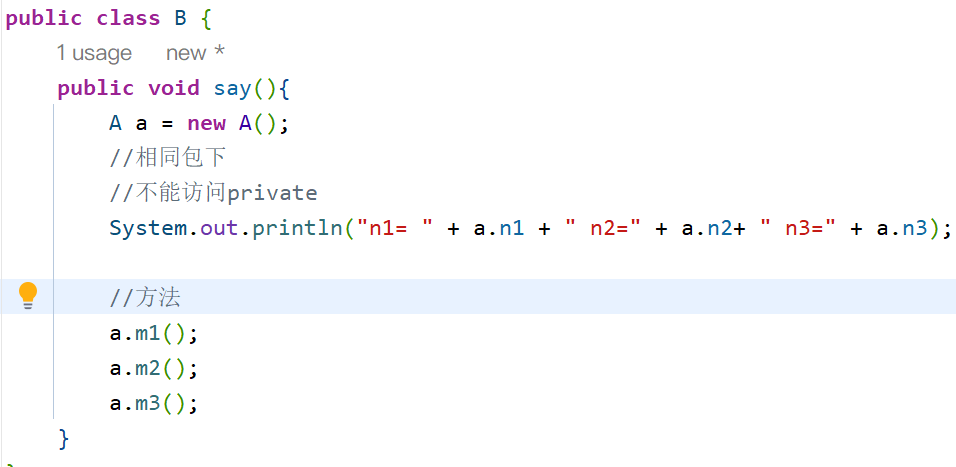 public class B {
1 usage new *
public void say(){
A a = new A();
//相同包下
//不能访问private
System.out.println("n1= " + a.n1 + " n2=" + a.n2+ " n3=" + a.n3);
//方法
a.m1();
a.m2();
a.m3();
}
}